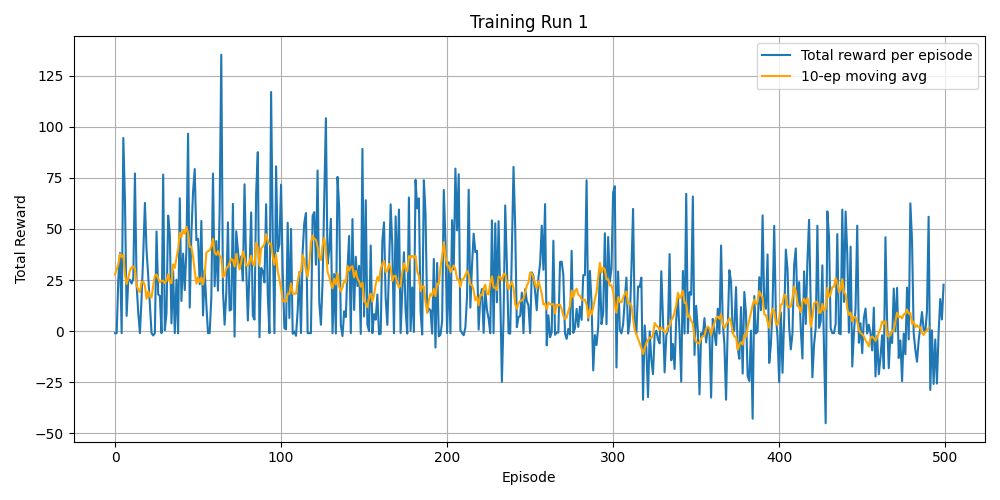 Training Run 1
Total reward per episode
10-ep moving avg
Total Reward
125
100
75
50
25
0
−25
−50
0
100
200
300
400
500
Episode